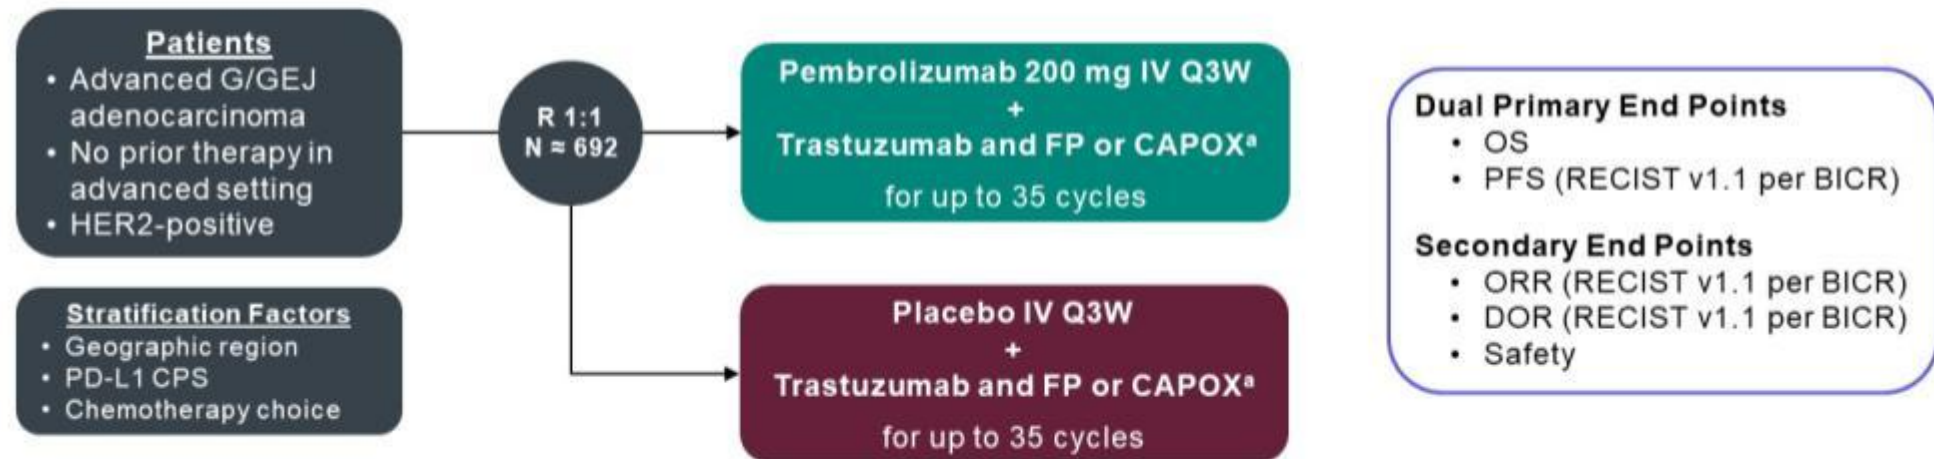 Patients
• Advanced G/GEJ
adenocarcinoma
• No prior therapy in
advanced setting
• HER2-positive
Stratification Factors
• Geographic region
• PD-L1 CPS
• Chemotherapy choice
R 1:1
N ≈ 692
Pembrolizumab 200 mg IV Q3W
+
Trastuzumab and FP or CAPOXᵃ
for up to 35 cycles
Placebo IV Q3W
+
Trastuzumab and FP or CAPOXᵃ
for up to 35 cycles
Dual Primary End Points
• OS
• PFS (RECIST v1.1 per BICR)
Secondary End Points
• ORR (RECIST v1.1 per BICR)
• DOR (RECIST v1.1 per BICR)
• Safety